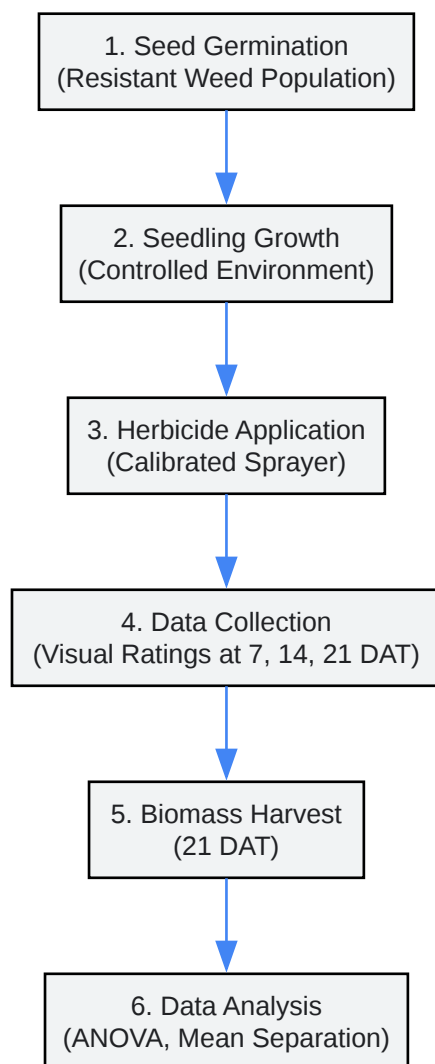 1. Seed Germination
(Resistant Weed Population)
2. Seedling Growth
(Controlled Environment)
3. Herbicide Application
(Calibrated Sprayer)
4. Data Collection
(Visual Ratings at 7, 14, 21 DAT)
5. Biomass Harvest
(21 DAT)
6. Data Analysis
(ANOVA, Mean Separation)